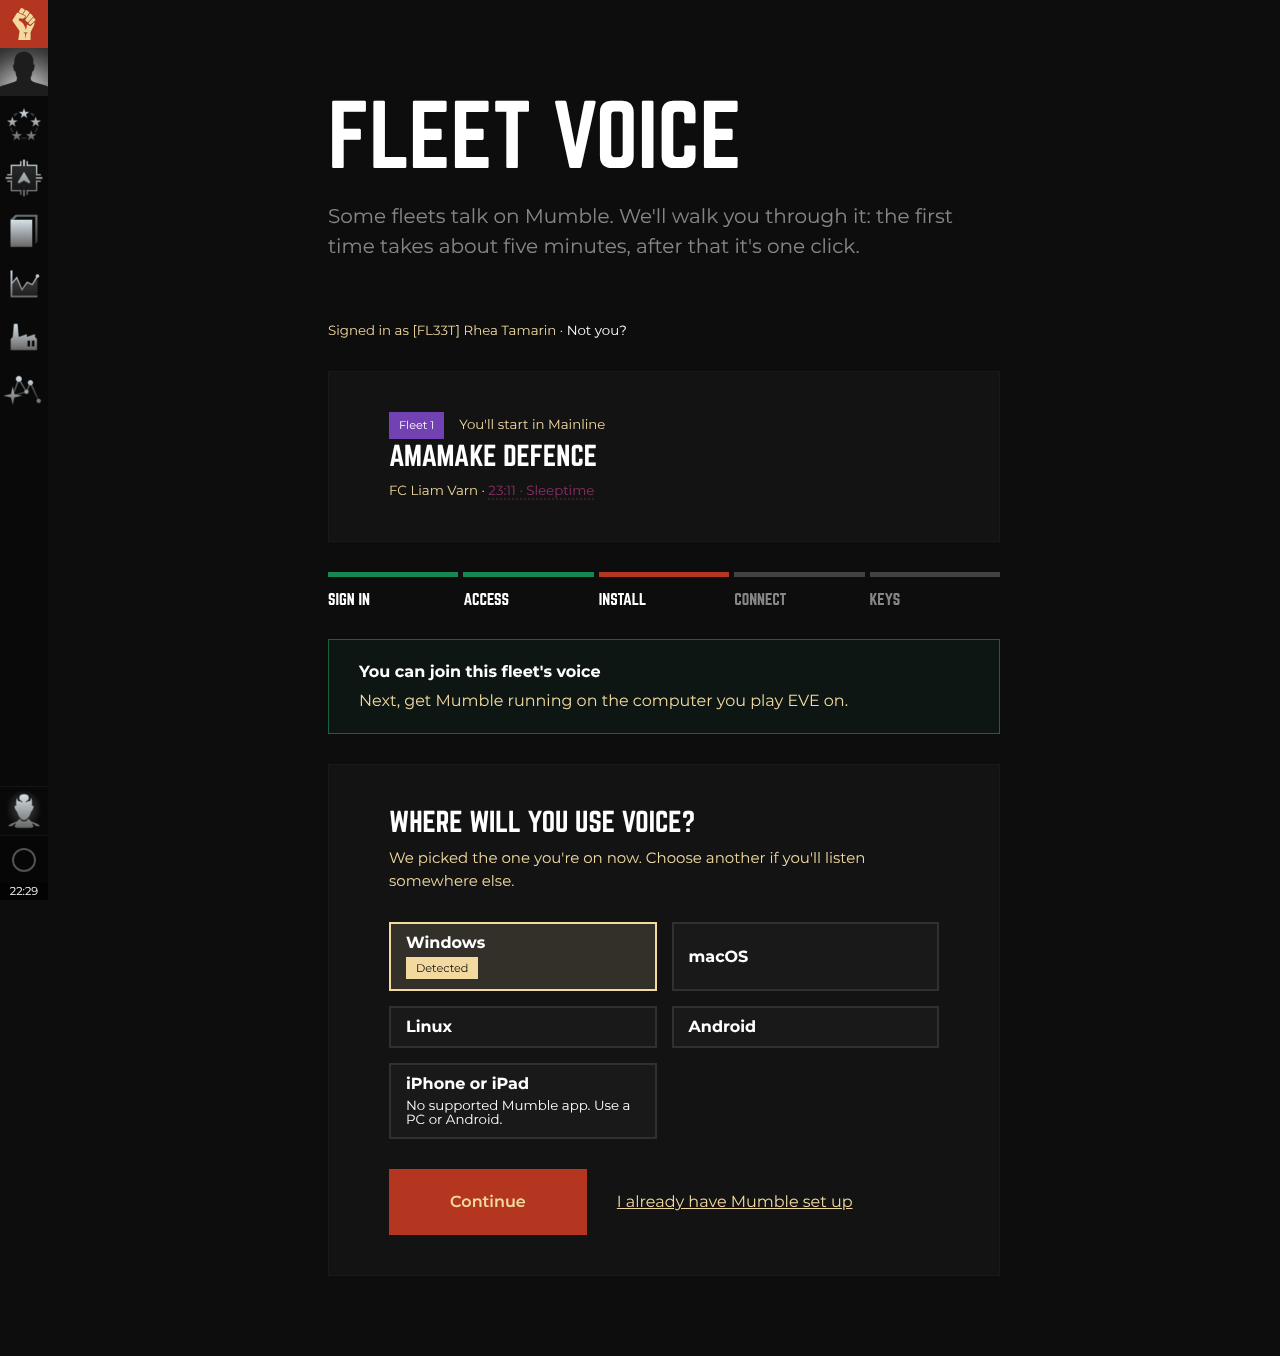 FLEET VOICE
Some fleets talk on Mumble. We'll walk you through it: the first
time takes about five minutes, after that it's one click.
Signed in as [FL33T] Rhea Tamarin · Not you?
Fleet 1 You'll start in Mainline
AMAMAKE DEFENCE
FC Liam Varn · 23:11 · Sleeptime
SIGN IN ACCESS INSTALL CONNECT KEYS
You can join this fleet's voice
Next, get Mumble running on the computer you play EVE on.
WHERE WILL YOU USE VOICE?
We picked the one you're on now. Choose another if you'll listen
somewhere else.
Windows
Detected
macOS
Linux
Android
iPhone or iPad
No supported Mumble app. Use a
PC or Android.
Continue
I already have Mumble set up
22:29